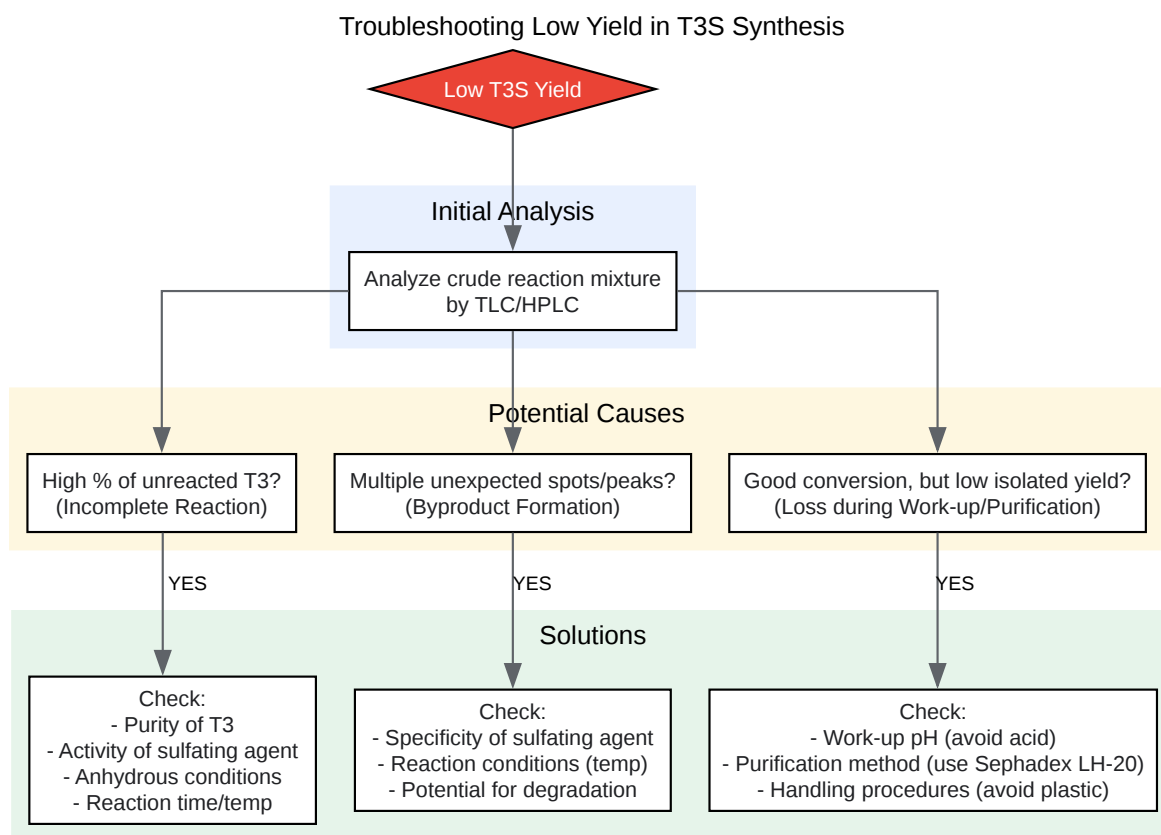 Troubleshooting Low Yield in T3S Synthesis
Low T3S Yield
Initial Analysis
Analyze crude reaction mixture
by TLC/HPLC
Potential Causes
High % of unreacted T3?
(Incomplete Reaction)
Multiple unexpected spots/peaks?
(Byproduct Formation)
Good conversion, but low isolated yield?
(Loss during Work-up/Purification)
YES
YES
YES
Solutions
Check:
- Purity of T3
- Activity of sulfating agent
- Anhydrous conditions
- Reaction time/temp
Check:
- Specificity of sulfating agent
- Reaction conditions (temp)
- Potential for degradation
Check:
- Work-up pH (avoid acid)
- Purification method (use Sephadex LH-20)
- Handling procedures (avoid plastic)